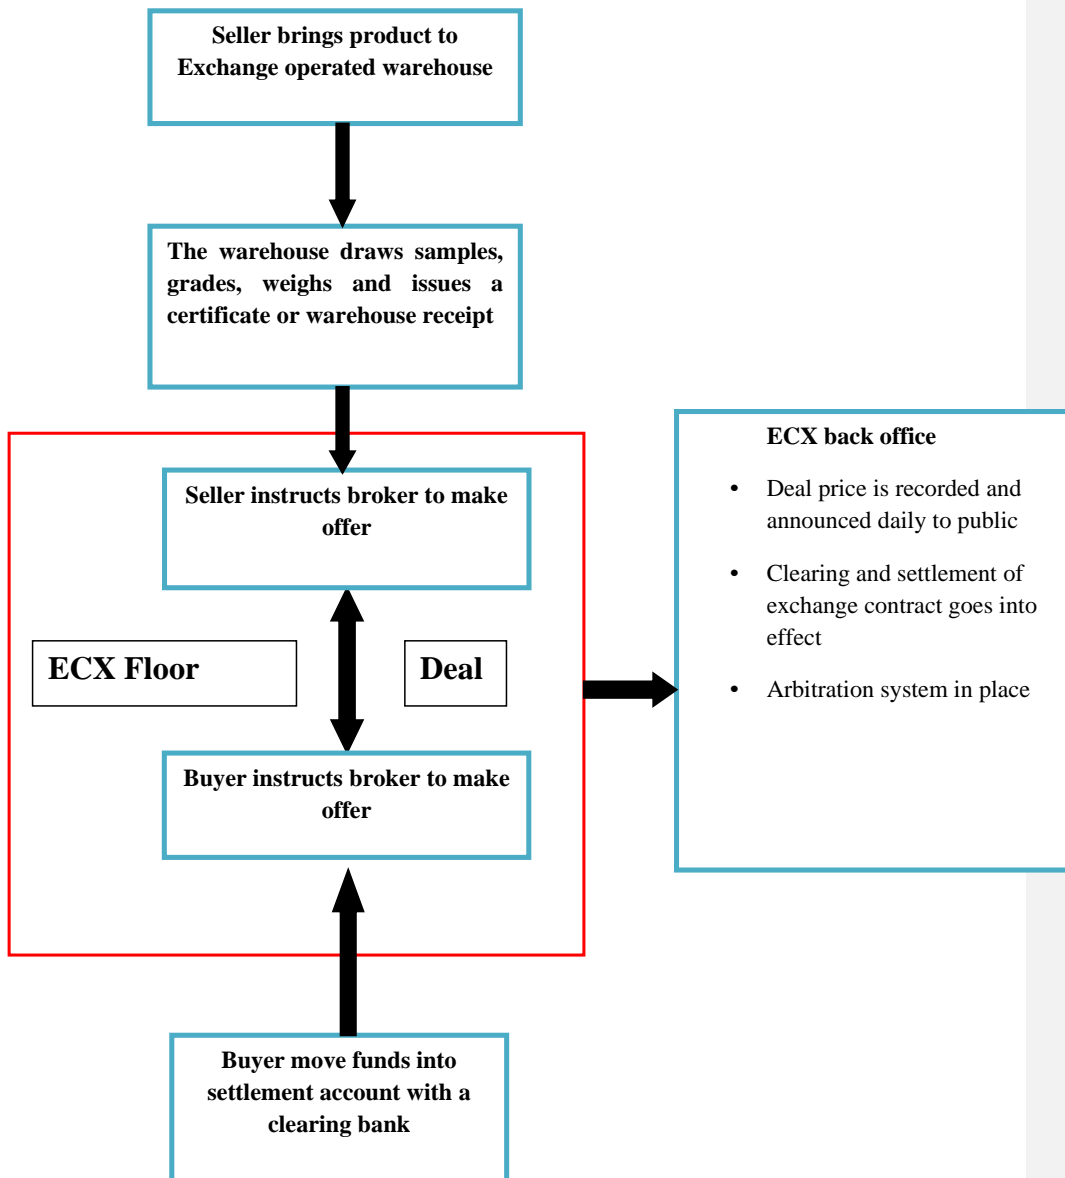 Seller brings product to
Exchange operated warehouse
The warehouse draws samples,
grades, weighs and issues a
certificate or warehouse receipt
Seller instructs broker to make
offer
ECX Floor
Deal
Buyer instructs broker to make
offer
Buyer move funds into
settlement account with a
clearing bank
ECX back office
• Deal price is recorded and
announced daily to public
• Clearing and settlement of
exchange contract goes into
effect
• Arbitration system in place